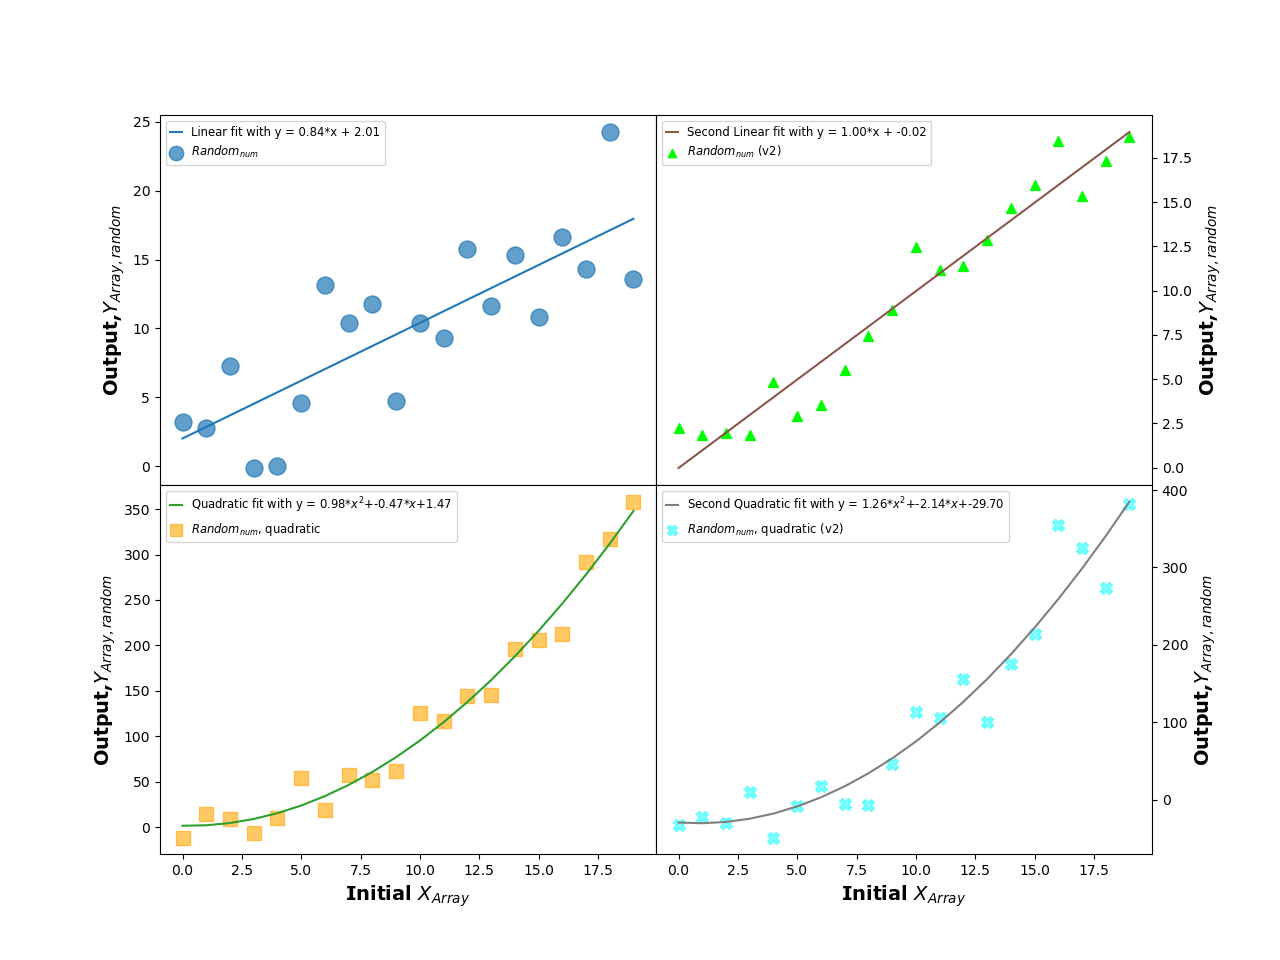 Linear fit with y = 0.84*x + 2.01
Random_num
25
20
15
10
5
0
Output,Y_Array,random
Second Linear fit with y = 1.00*x + -0.02
Random_num (v2)
17.5
15.0
12.5
10.0
7.5
5.0
2.5
0.0
Output,Y_Array,random
Quadratic fit with y = 0.98*x²+-0.47*x+1.47
Random_num, quadratic
350
300
250
200
150
100
50
0
Output,Y_Array,random
0.0 2.5 5.0 7.5 10.0 12.5 15.0 17.5
Initial X_Array
Second Quadratic fit with y = 1.26*x²+-2.14*x+-29.70
Random_num, quadratic (v2)
400
300
200
100
0
Output,Y_Array,random
0.0 2.5 5.0 7.5 10.0 12.5 15.0 17.5
Initial X_Array